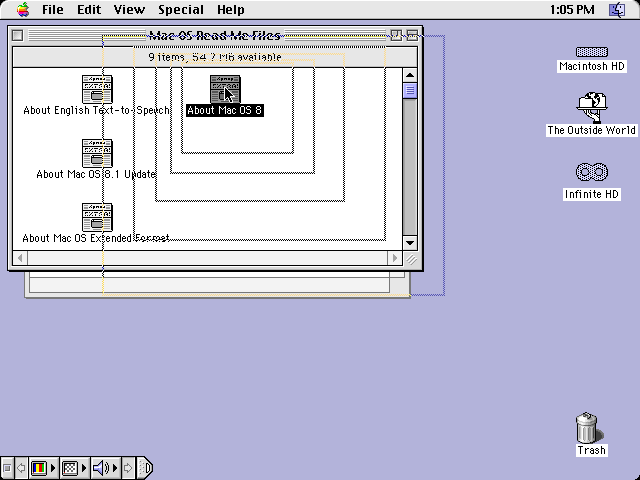 File Edit View Special Help 1:05 PM
Mac OS Read Me Files
9 items, 54.7 MB available
About English Text-to-Speech
About Mac OS 8
About Mac OS 8.1 Update
About Mac OS Extended Format
Macintosh HD
The Outside World
Infinite HD
Trash